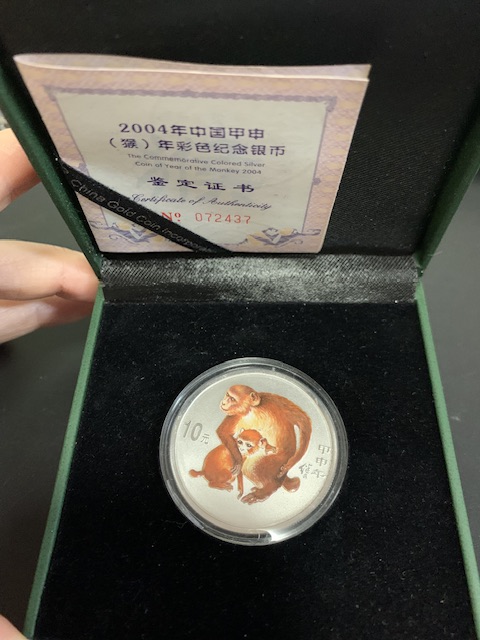 2004年中国甲申
（猴）年彩色纪念银币
The Commemorative Colored Silver
Coin of Year of the Monkey 2004
鉴定证书
Certificate of Authenticity
No 072437
China Gold Coin Incorporation
10元
甲申年